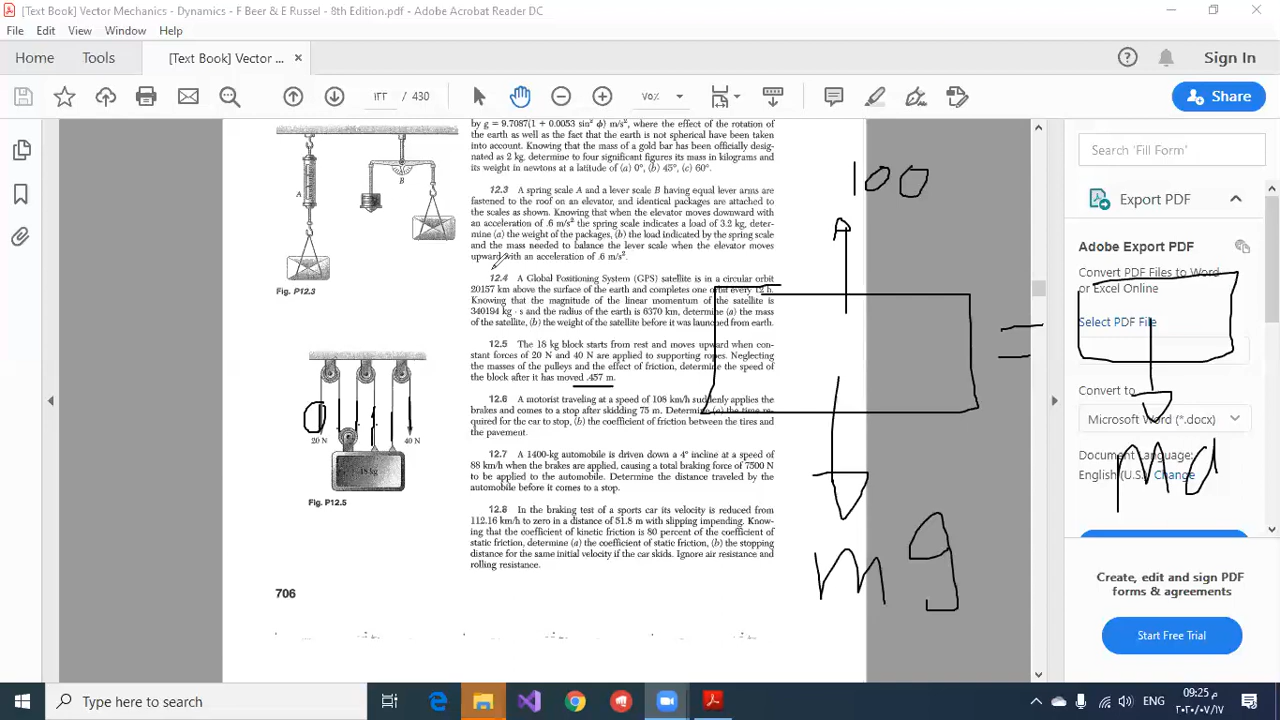 [Text Book] Vector Mechanics - Dynamics - F Beer & E Russel - 8th Edition.pdf - Adobe Acrobat Reader DC
File Edit View Window Help
Home Tools [Text Book] Vector ... Sign In
١٢٢ / 430 ٧٥% Share
by g = 9.7087(1 + 0.0053 sin² ϕ) m/s², where the effect of the rotation of
the earth as well as the fact that the earth is not spherical have been taken
into account. Knowing that the mass of a gold bar has been officially desig-
nated as 2 kg, determine to four significant figures its mass in kilograms and
its weight in newtons at a latitude of (a) 0°, (b) 45°, (c) 60°.
12.3 A spring scale A and a lever scale B having equal lever arms are
fastened to the roof on an elevator, and identical packages are attached to
the scales as shown. Knowing that when the elevator moves downward with
an acceleration of .6 m/s² the spring scale indicates a load of 3.2 kg, deter-
mine (a) the weight of the packages, (b) the load indicated by the spring scale
and the mass needed to balance the lever scale when the elevator moves
upward with an acceleration of .6 m/s².
12.4 A Global Positioning System (GPS) satellite is in a circular orbit
20157 km above the surface of the earth and completes one orbit every 12 h.
Knowing that the magnitude of the linear momentum of the satellite is
340194 kg · s and the radius of the earth is 6370 km, determine (a) the mass
of the satellite, (b) the weight of the satellite before it was launched from earth.
12.5 The 18 kg block starts from rest and moves upward when con-
stant forces of 20 N and 40 N are applied to supporting ropes. Neglecting
the masses of the pulleys and the effect of friction, determine the speed of
the block after it has moved .457 m.
12.6 A motorist traveling at a speed of 108 km/h suddenly applies the
brakes and comes to a stop after skidding 75 m. Determine (a) the time re-
quired for the car to stop, (b) the coefficient of friction between the tires and
the pavement.
12.7 A 1400-kg automobile is driven down a 4° incline at a speed of
88 km/h when the brakes are applied, causing a total braking force of 7500 N
to be applied to the automobile. Determine the distance traveled by the
automobile before it comes to a stop.
12.8 In the braking test of a sports car its velocity is reduced from
112.16 km/h to zero in a distance of 51.8 m with slipping impending. Know-
ing that the coefficient of kinetic friction is 80 percent of the coefficient of
static friction, determine (a) the coefficient of static friction, (b) the stopping
distance for the same initial velocity if the car skids. Ignore air resistance and
rolling resistance.
A
B
Fig. P12.3
20 N
40 N
18 kg
Fig. P12.5
706
100
=
mg
ma
Search 'Fill Form'
Export PDF
Adobe Export PDF
Convert PDF Files to Word
or Excel Online
Select PDF File
Convert to
Microsoft Word (*.docx)
Document Language:
English (U.S.) Change
Create, edit and sign PDF
forms & agreements
Start Free Trial
Type here to search
ENG
09:25 م
٢٠٢٠/٠٧/١٧